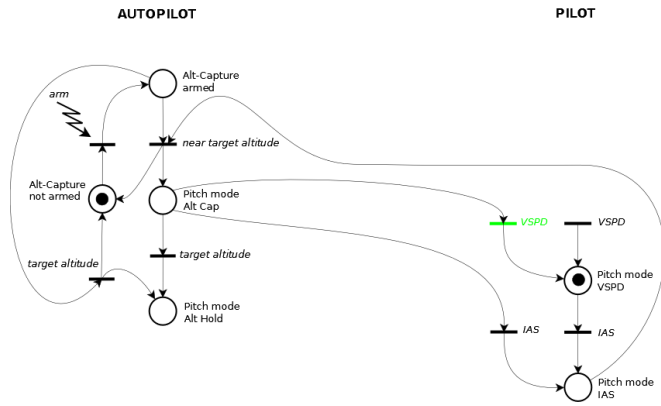 AUTOPILOT
PILOT
Alt-Capture
armed
arm
near target altitude
Alt-Capture
not armed
Pitch mode
Alt Cap
VSPD
VSPD
target altitude
target altitude
Pitch mode
VSPD
Pitch mode
Alt Hold
IAS
IAS
Pitch mode
IAS